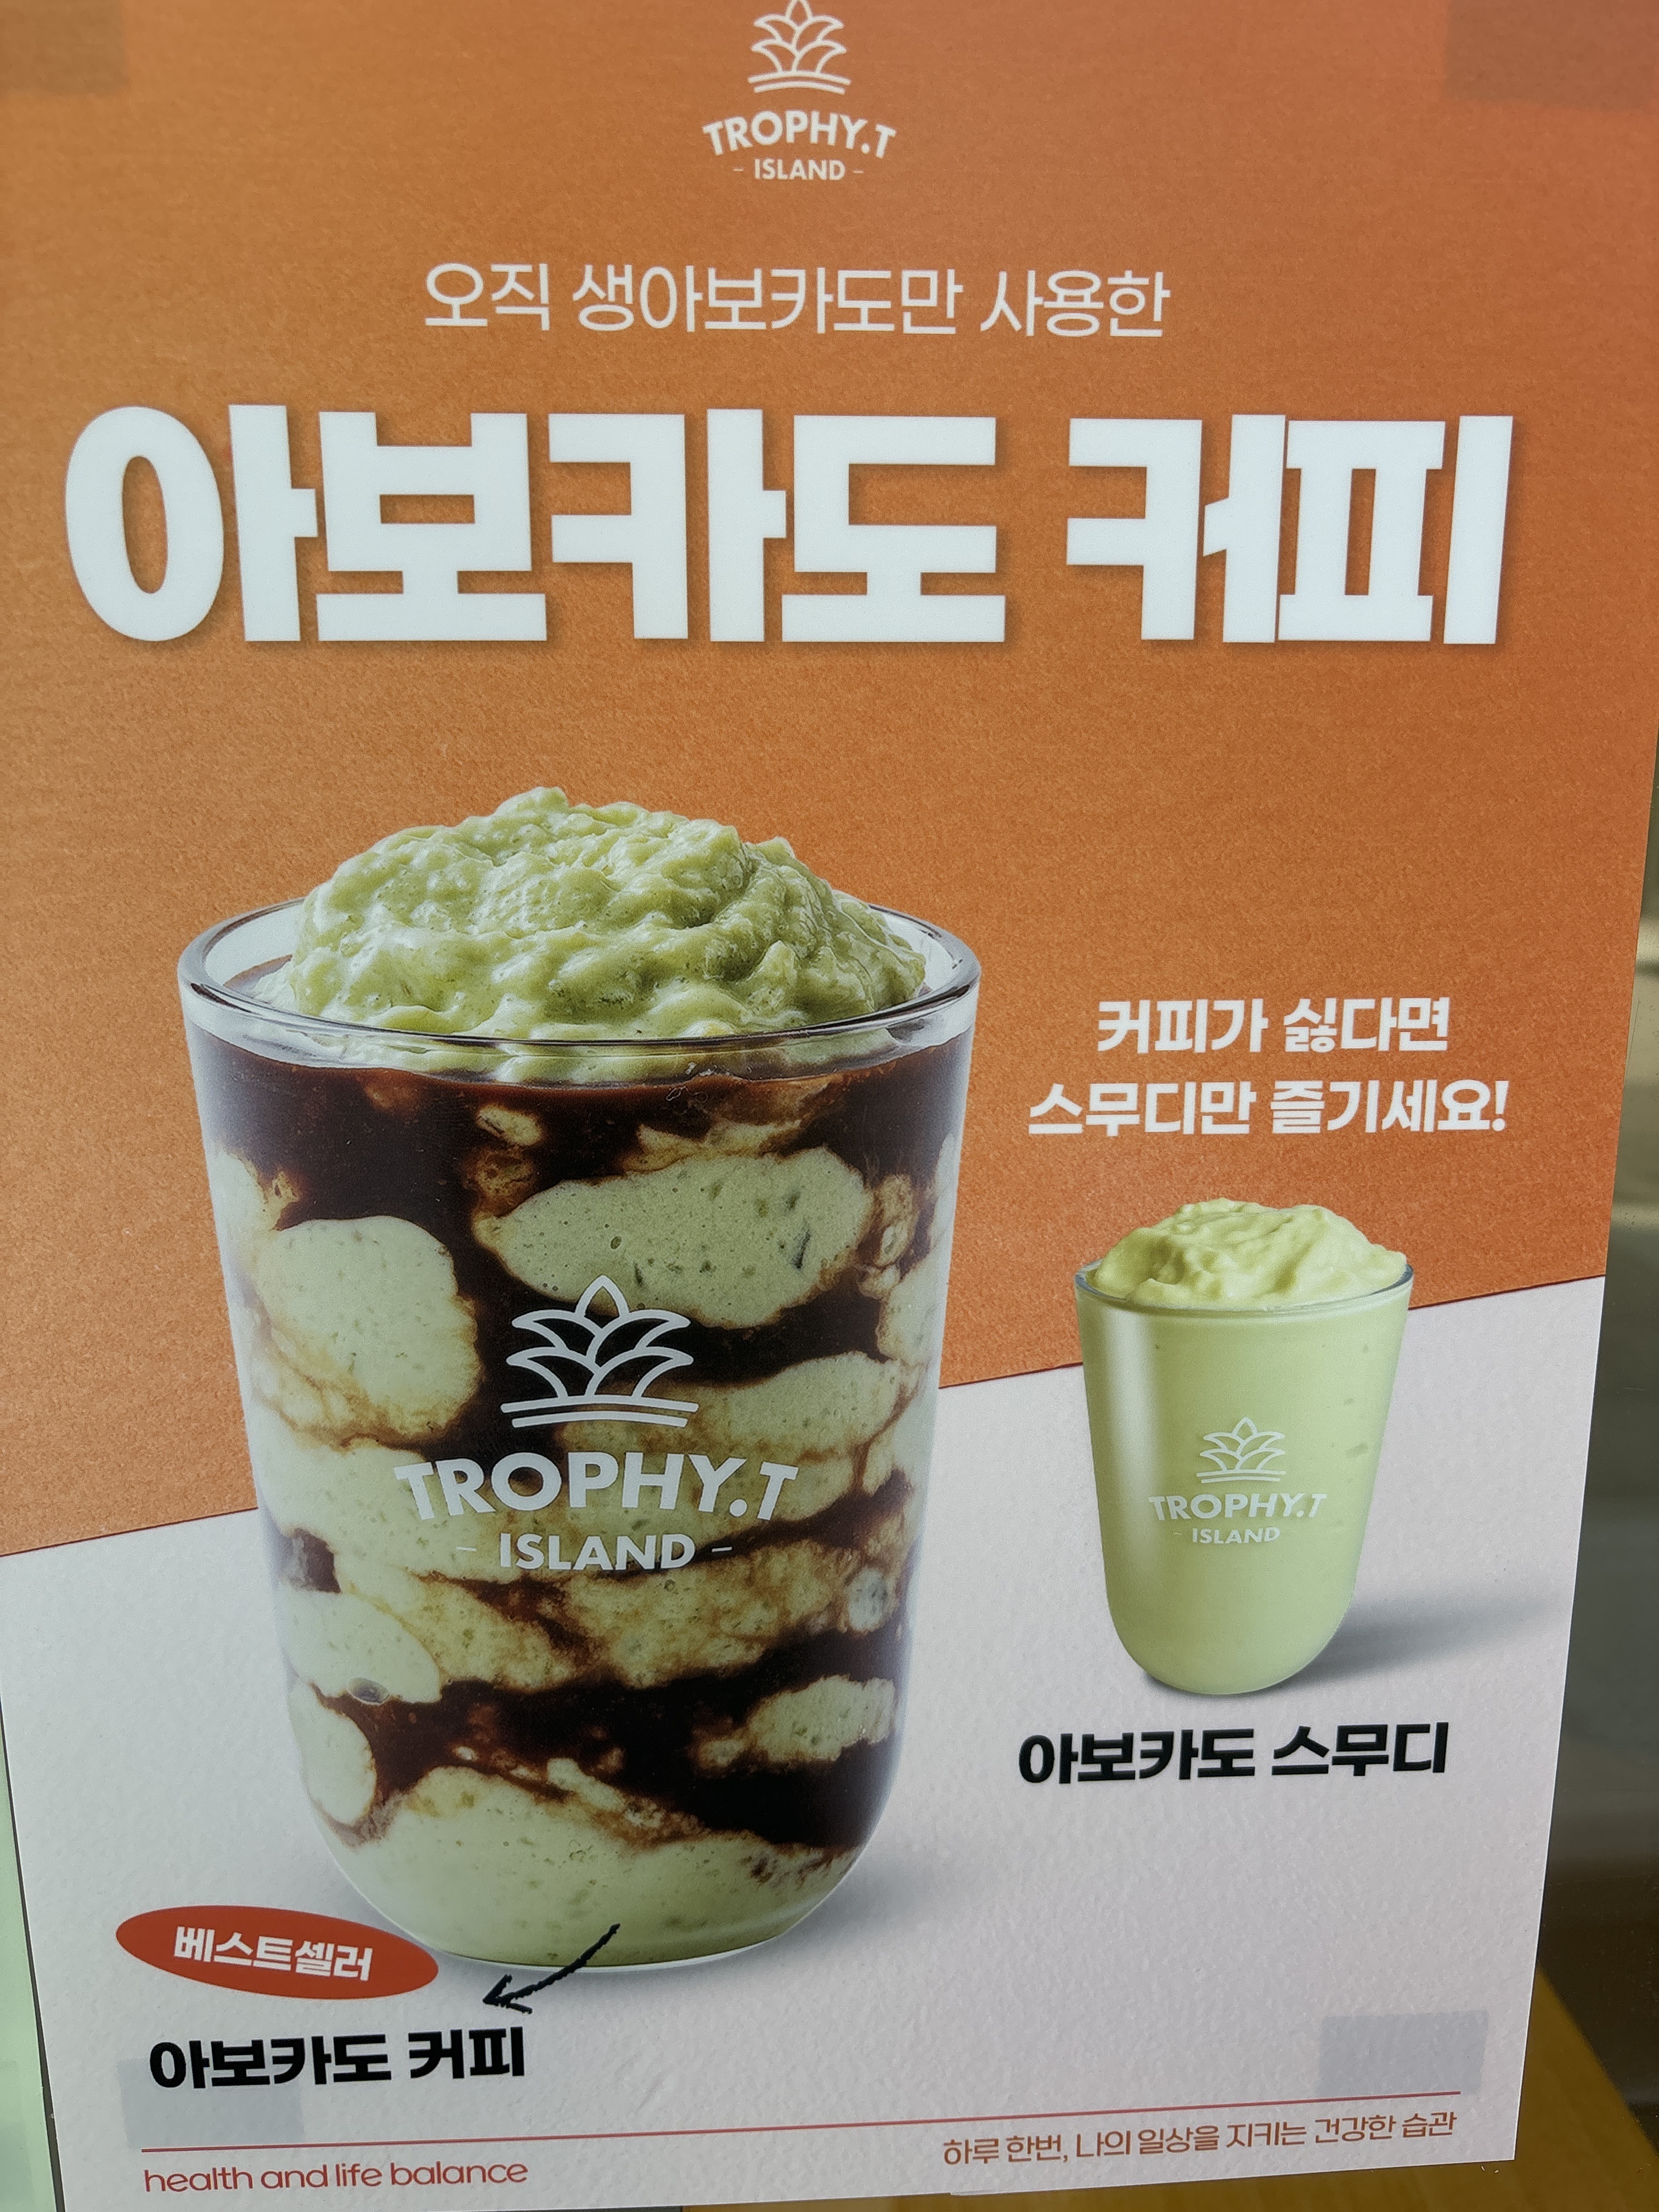 TROPHY.T
- ISLAND -
오직 생아보카도만 사용한
아보카도 커피
커피가 싫다면
스무디만 즐기세요!
TROPHY.T
- ISLAND -
TROPHY.T
- ISLAND -
아보카도 스무디
베스트셀러
아보카도 커피
health and life balance
하루 한번, 나의 일상을 지키는 건강한 습관